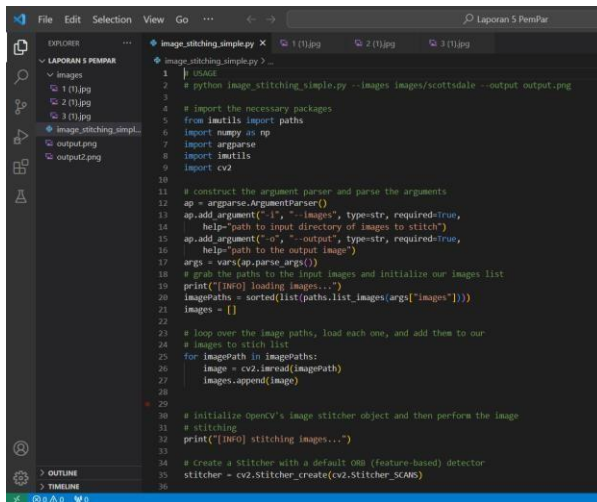 File Edit Selection View Go ... Laporan 5 PemPar
EXPLORER ...
LAPORAN 5 PEMPAR
images
1 (1).jpg
2 (1).jpg
3 (1).jpg
image_stitching_simpl...
output.png
output2.png
OUTLINE
TIMELINE
image_stitching_simple.py 1 (1).jpg 2 (1).jpg 3 (1).jpg
image_stitching_simple.py > ...
1 # USAGE
2 # python image_stitching_simple.py --images images/scottsdale --output output.png
3
4 # import the necessary packages
5 from imutils import paths
6 import numpy as np
7 import argparse
8 import imutils
9 import cv2
10
11 # construct the argument parser and parse the arguments
12 ap = argparse.ArgumentParser()
13 ap.add_argument("-i", "--images", type=str, required=True,
14 help="path to input directory of images to stitch")
15 ap.add_argument("-o", "--output", type=str, required=True,
16 help="path to the output image")
17 args = vars(ap.parse_args())
18 # grab the paths to the input images and initialize our images list
19 print("[INFO] loading images...")
20 imagePaths = sorted(list(paths.list_images(args["images"])))
21 images = []
22
23 # loop over the image paths, load each one, and add them to our
24 # images to stich list
25 for imagePath in imagePaths:
26 image = cv2.imread(imagePath)
27 images.append(image)
28
29
30 # initialize OpenCV's image stitcher object and then perform the image
31 # stitching
32 print("[INFO] stitching images...")
33
34 # Create a Stitcher with a default ORB (feature-based) detector
35 stitcher = cv2.Stitcher_create(cv2.Stitcher_SCANS)
36
0 0 0